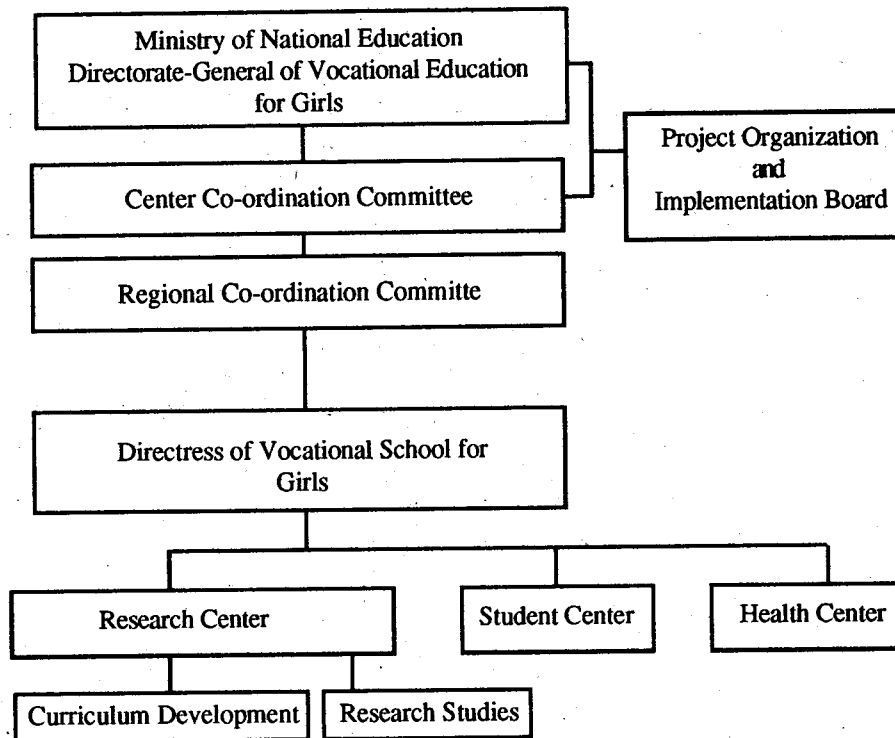 Ministry of National Education
Directorate-General of Vocational Education
for Girls
Project Organization
and
Implementation Board
Center Co-ordination Committee
Regional Co-ordination Committe
Directress of Vocational School for
Girls
Research Center
Student Center
Health Center
Curriculum Development
Research Studies